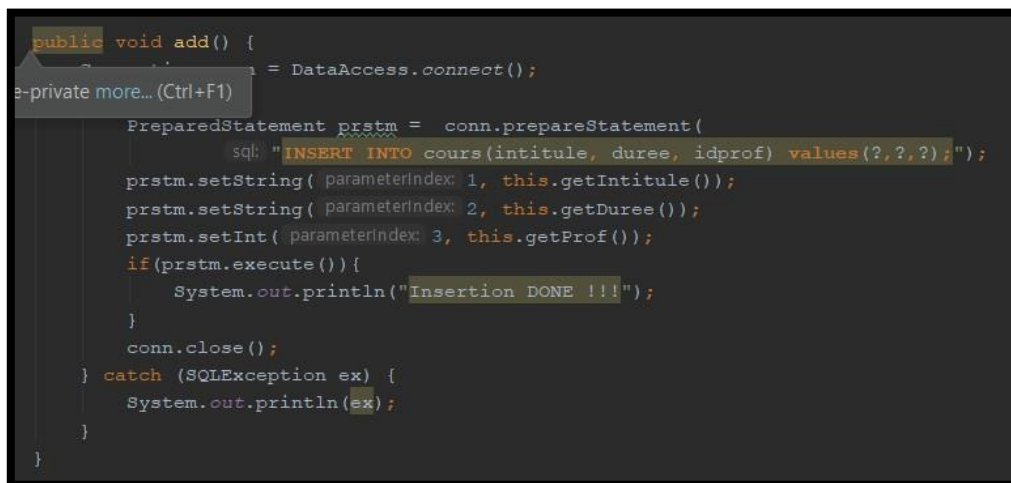 public void add() {
= DataAccess.connect();
e-private more... (Ctrl+F1)
PreparedStatement prstm = conn.prepareStatement(
sql: "INSERT INTO cours(intitule, duree, idprof) values(?,?,?);");
prstm.setString( parameterIndex: 1, this.getIntitule());
prstm.setString( parameterIndex: 2, this.getDuree());
prstm.setInt( parameterIndex: 3, this.getProf());
if(prstm.execute()){
System.out.println("Insertion DONE !!!");
}
conn.close();
} catch (SQLException ex) {
System.out.println(ex);
}
}